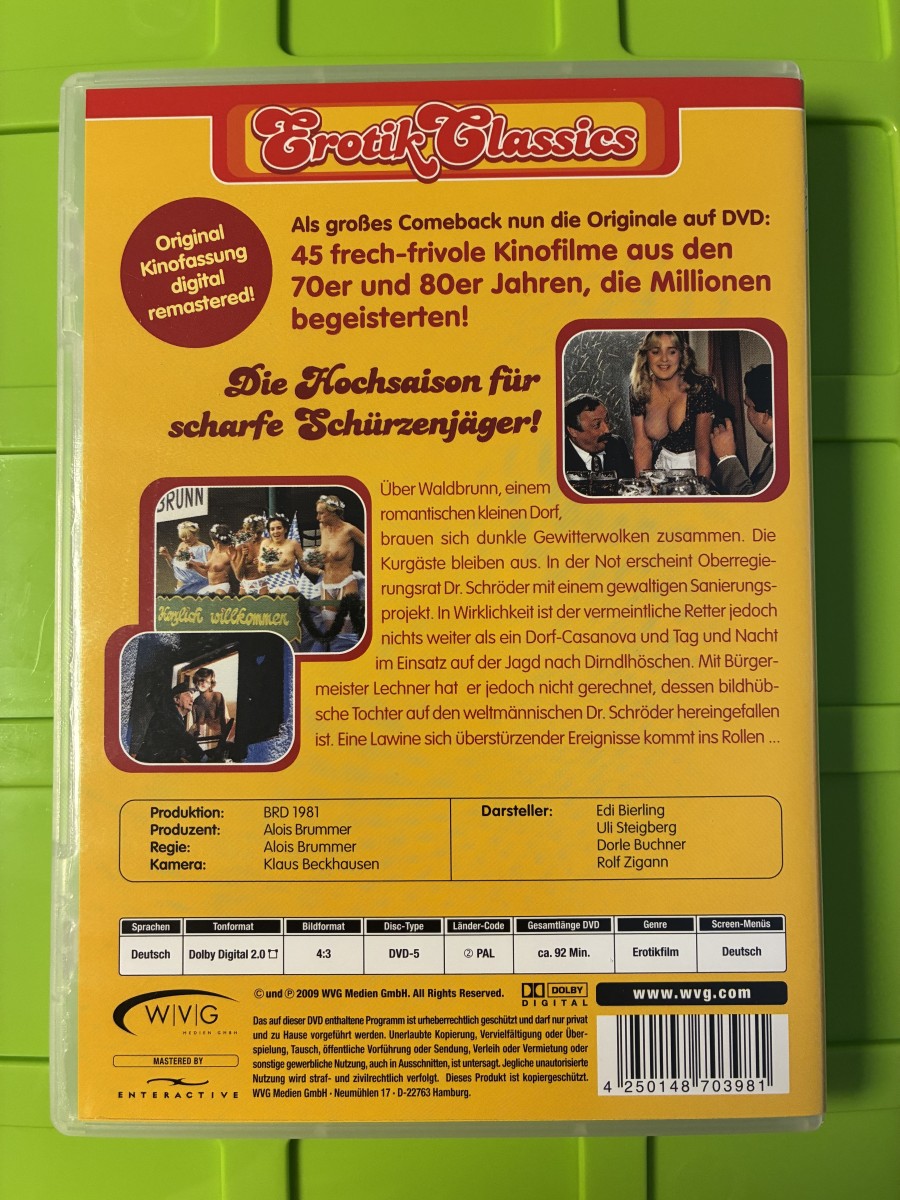 Erotik Classics
Original
Kinofassung
digital
remastered!
Als großes Comeback nun die Originale auf DVD:
45 frech-frivole Kinofilme aus den
70er und 80er Jahren, die Millionen
begeisterten!
Die Hochsaison für
scharfe Schürzenjäger!
BRUNN
Herzlich willkommen
Über Waldbrunn, einem
romantischen kleinen Dorf,
brauen sich dunkle Gewitterwolken zusammen. Die
Kurgäste bleiben aus. In der Not erscheint Oberregie-
rungsrat Dr. Schröder mit einem gewaltigen Sanierungs-
projekt. In Wirklichkeit ist der vermeintliche Retter jedoch
nichts weiter als ein Dorf-Casanova und Tag und Nacht
im Einsatz auf der Jagd nach Dirndlhöschen. Mit Bürger-
meister Lechner hat er jedoch nicht gerechnet, dessen bildhüb-
sche Tochter auf den weltmännischen Dr. Schröder hereingefallen
ist. Eine Lawine sich überstürzender Ereignisse kommt ins Rollen ...
Produktion: BRD 1981
Produzent: Alois Brummer
Regie: Alois Brummer
Kamera: Klaus Beckhausen
Darsteller: Edi Bierling
Uli Steigberg
Dorle Buchner
Rolf Zigann
Sprachen Tonformat Bildformat Disc-Type Länder-Code Gesamtlänge DVD Genre Screen-Menüs
Deutsch Dolby Digital 2.0 4:3 DVD-5 ② PAL ca. 92 Min. Erotikfilm Deutsch
W|V|G
MEDIEN GMBH
MASTERED BY
ENTERACTIVE
© und ℗ 2009 WVG Medien GmbH. All Rights Reserved.
DOLBY
DIGITAL
www.wvg.com
Das auf dieser DVD enthaltene Programm ist urheberrechtlich geschützt und darf nur privat
und zu Hause vorgeführt werden. Unerlaubte Kopierung, Vervielfältigung oder Über-
spielung, Tausch, öffentliche Vorführung oder Sendung, Verleih oder Vermietung oder
sonstige gewerbliche Nutzung, auch in Ausschnitten, ist untersagt. Jegliche unautorisierte
Nutzung wird straf- und zivilrechtlich verfolgt. Dieses Produkt ist kopiergeschützt.
WVG Medien GmbH · Neumühlen 17 · D-22763 Hamburg.
4 250148 703981